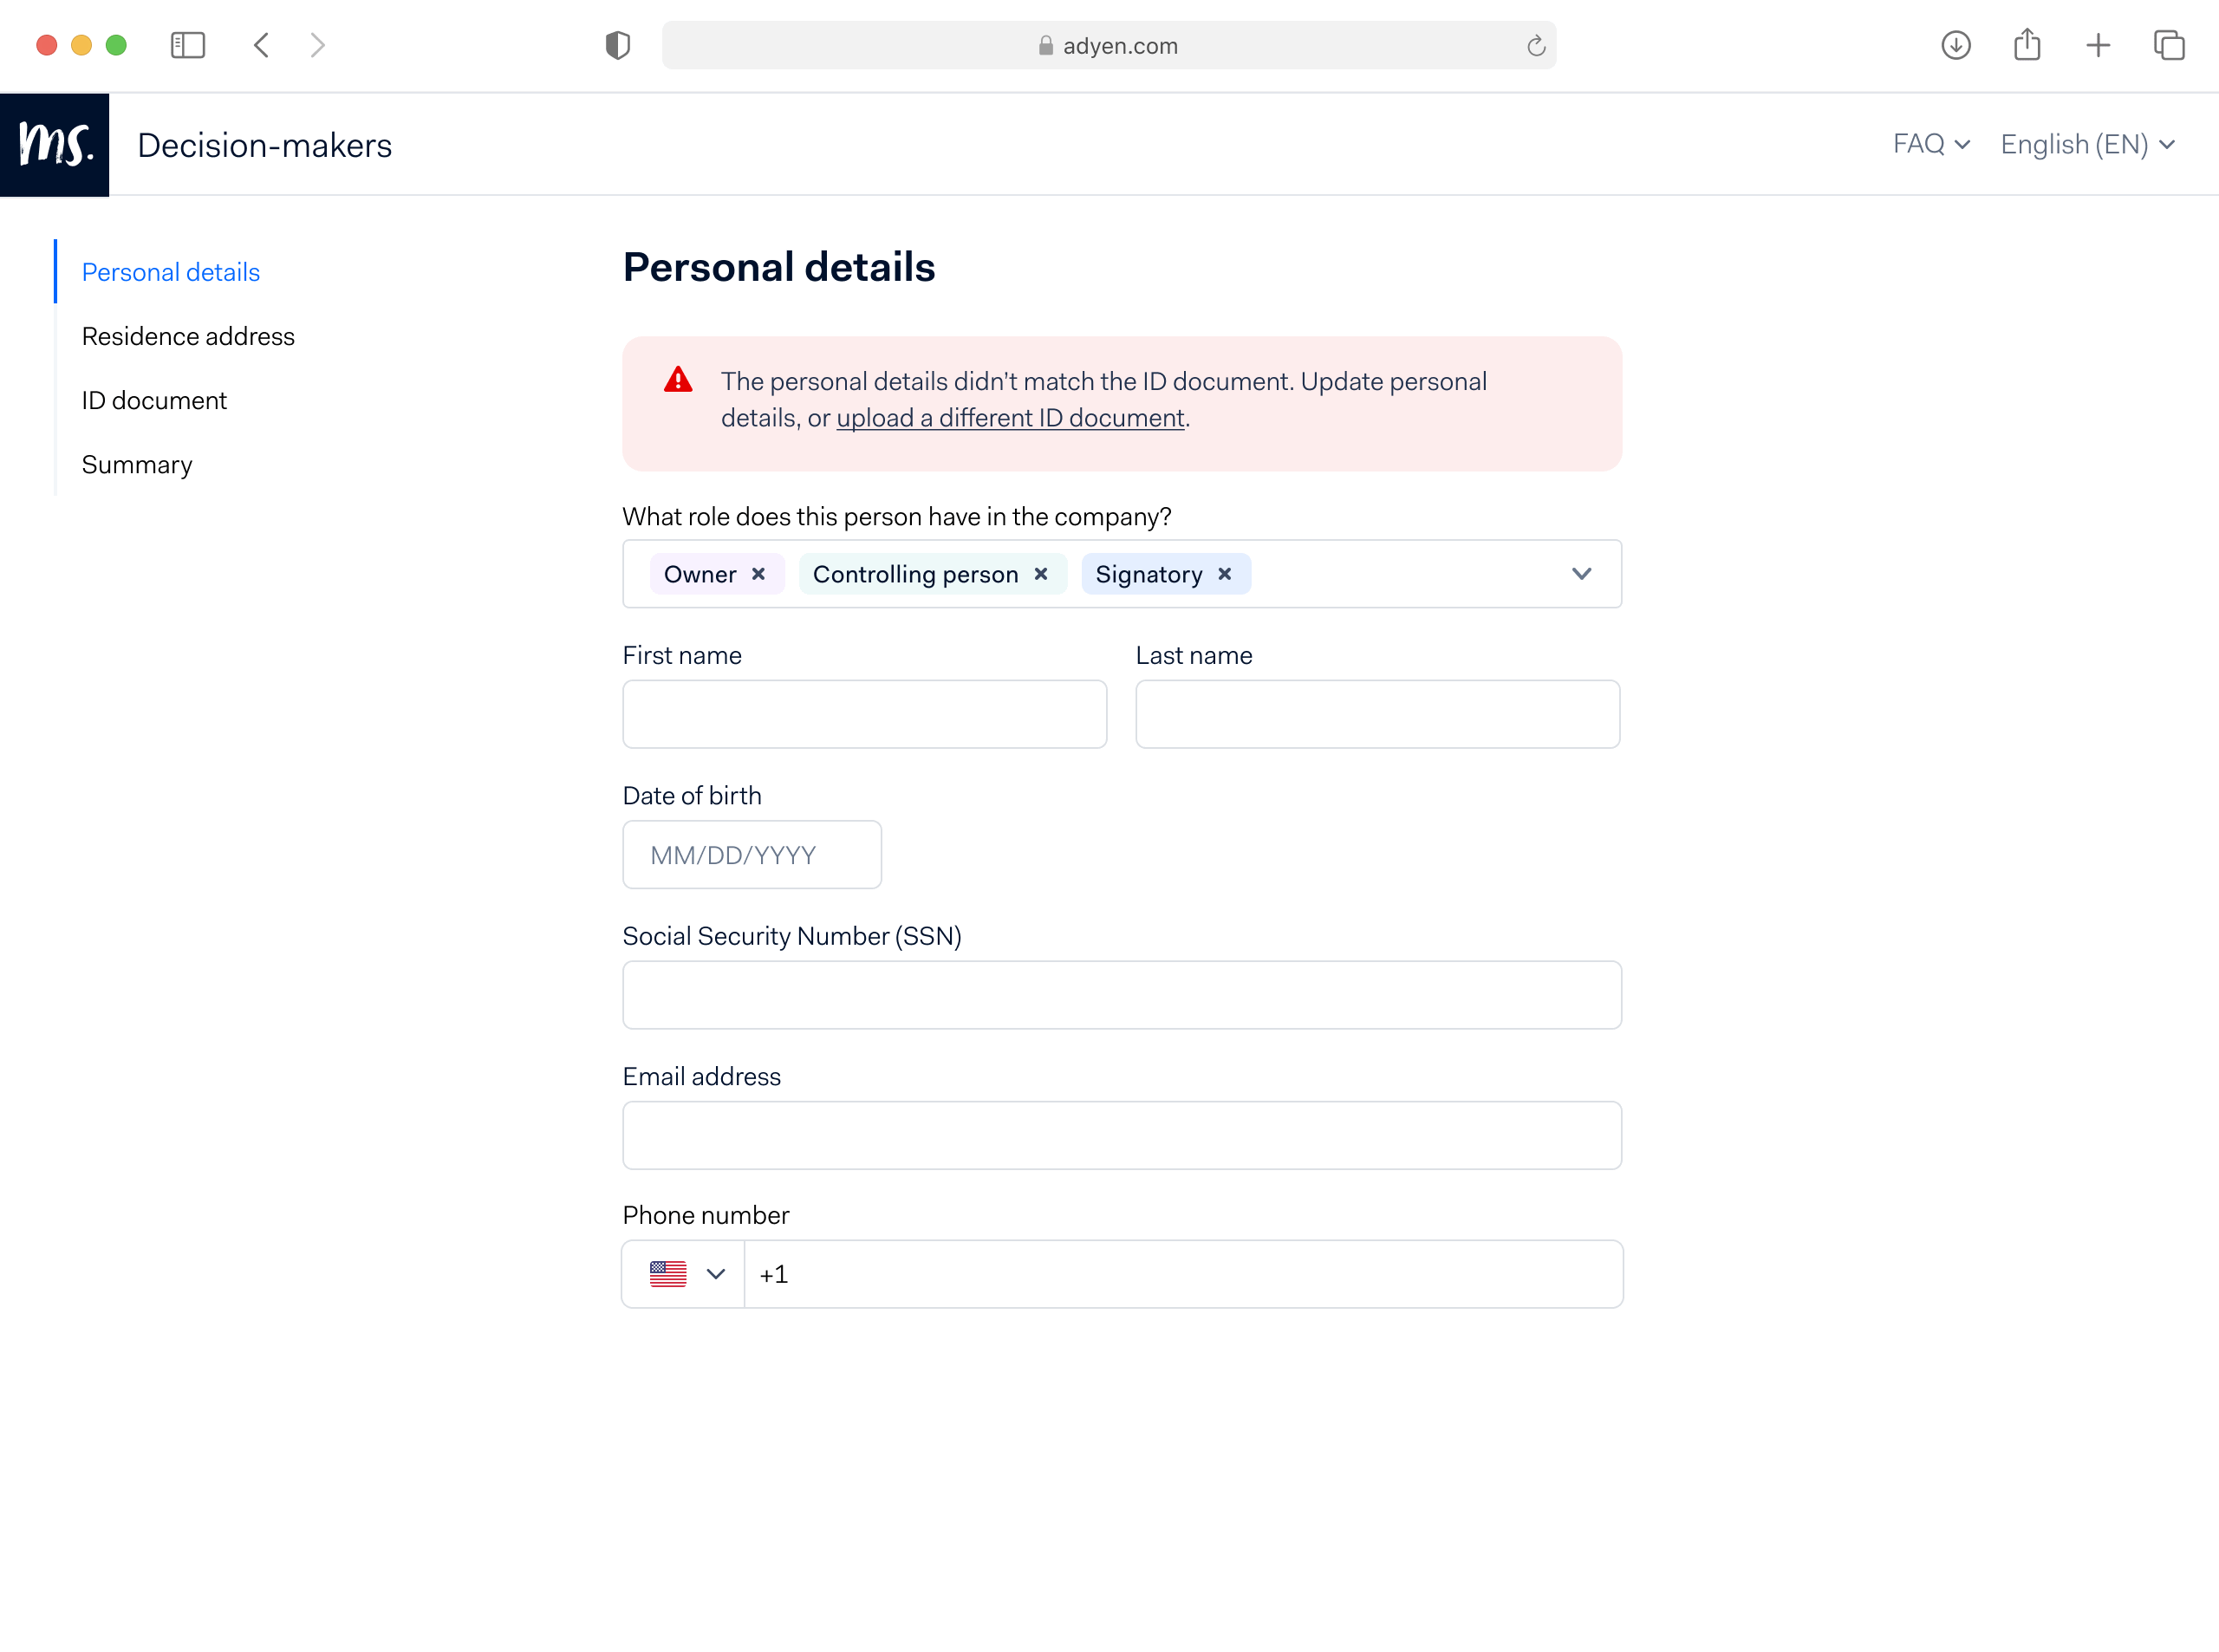 adyen.com
ms.
Decision-makers
FAQ
English (EN)
Personal details
Residence address
ID document
Summary
Personal details
The personal details didn’t match the ID document. Update personal
details, or upload a different ID document.
What role does this person have in the company?
Owner × Controlling person × Signatory ×
First name
Last name
Date of birth
MM/DD/YYYY
Social Security Number (SSN)
Email address
Phone number
+1